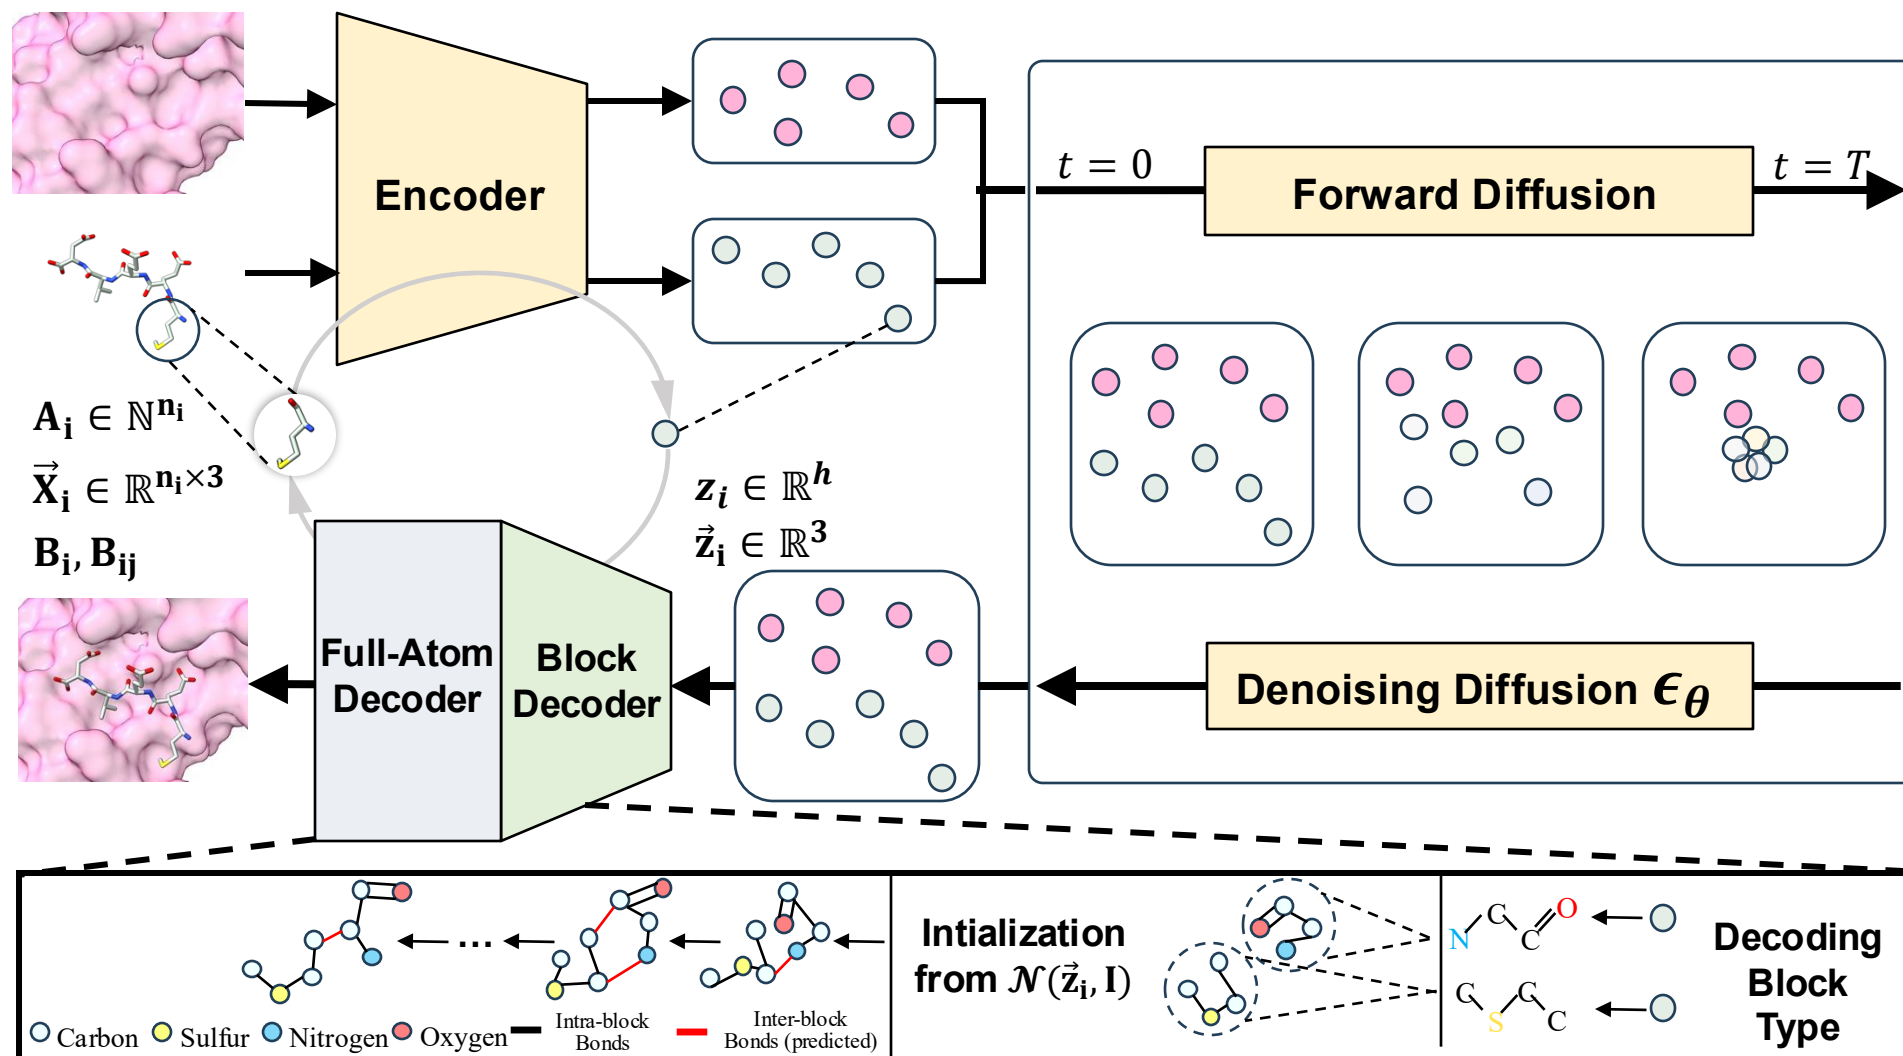 Encoder
t = 0
Forward Diffusion
t = T
A_i ∈ ℕ^{n_i}
X⃗_i ∈ ℝ^{n_i×3}
B_i, B_{ij}
z_i ∈ ℝ^h
z⃗_i ∈ ℝ^3
Full-Atom
Decoder
Block
Decoder
Denoising Diffusion ϵ_θ
...
Intialization
from 𝒩(z⃗_i, I)
N C C O
C S C C
Decoding
Block
Type
Carbon
Sulfur
Nitrogen
Oxygen
Intra-block
Bonds
Inter-block
Bonds (predicted)